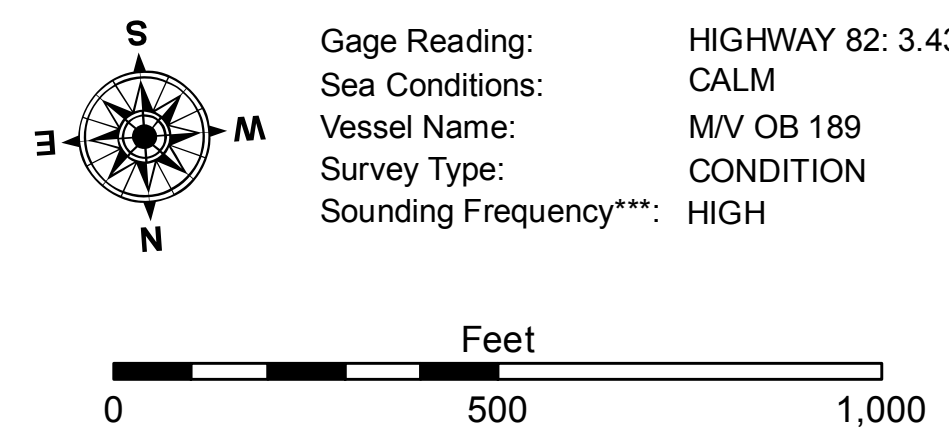 S
E W
N
Gage Reading: HIGHWAY 82: 3.43
Sea Conditions: CALM
Vessel Name: M/V OB 189
Survey Type: CONDITION
Sounding Frequency***: HIGH
Feet
0 500 1,000